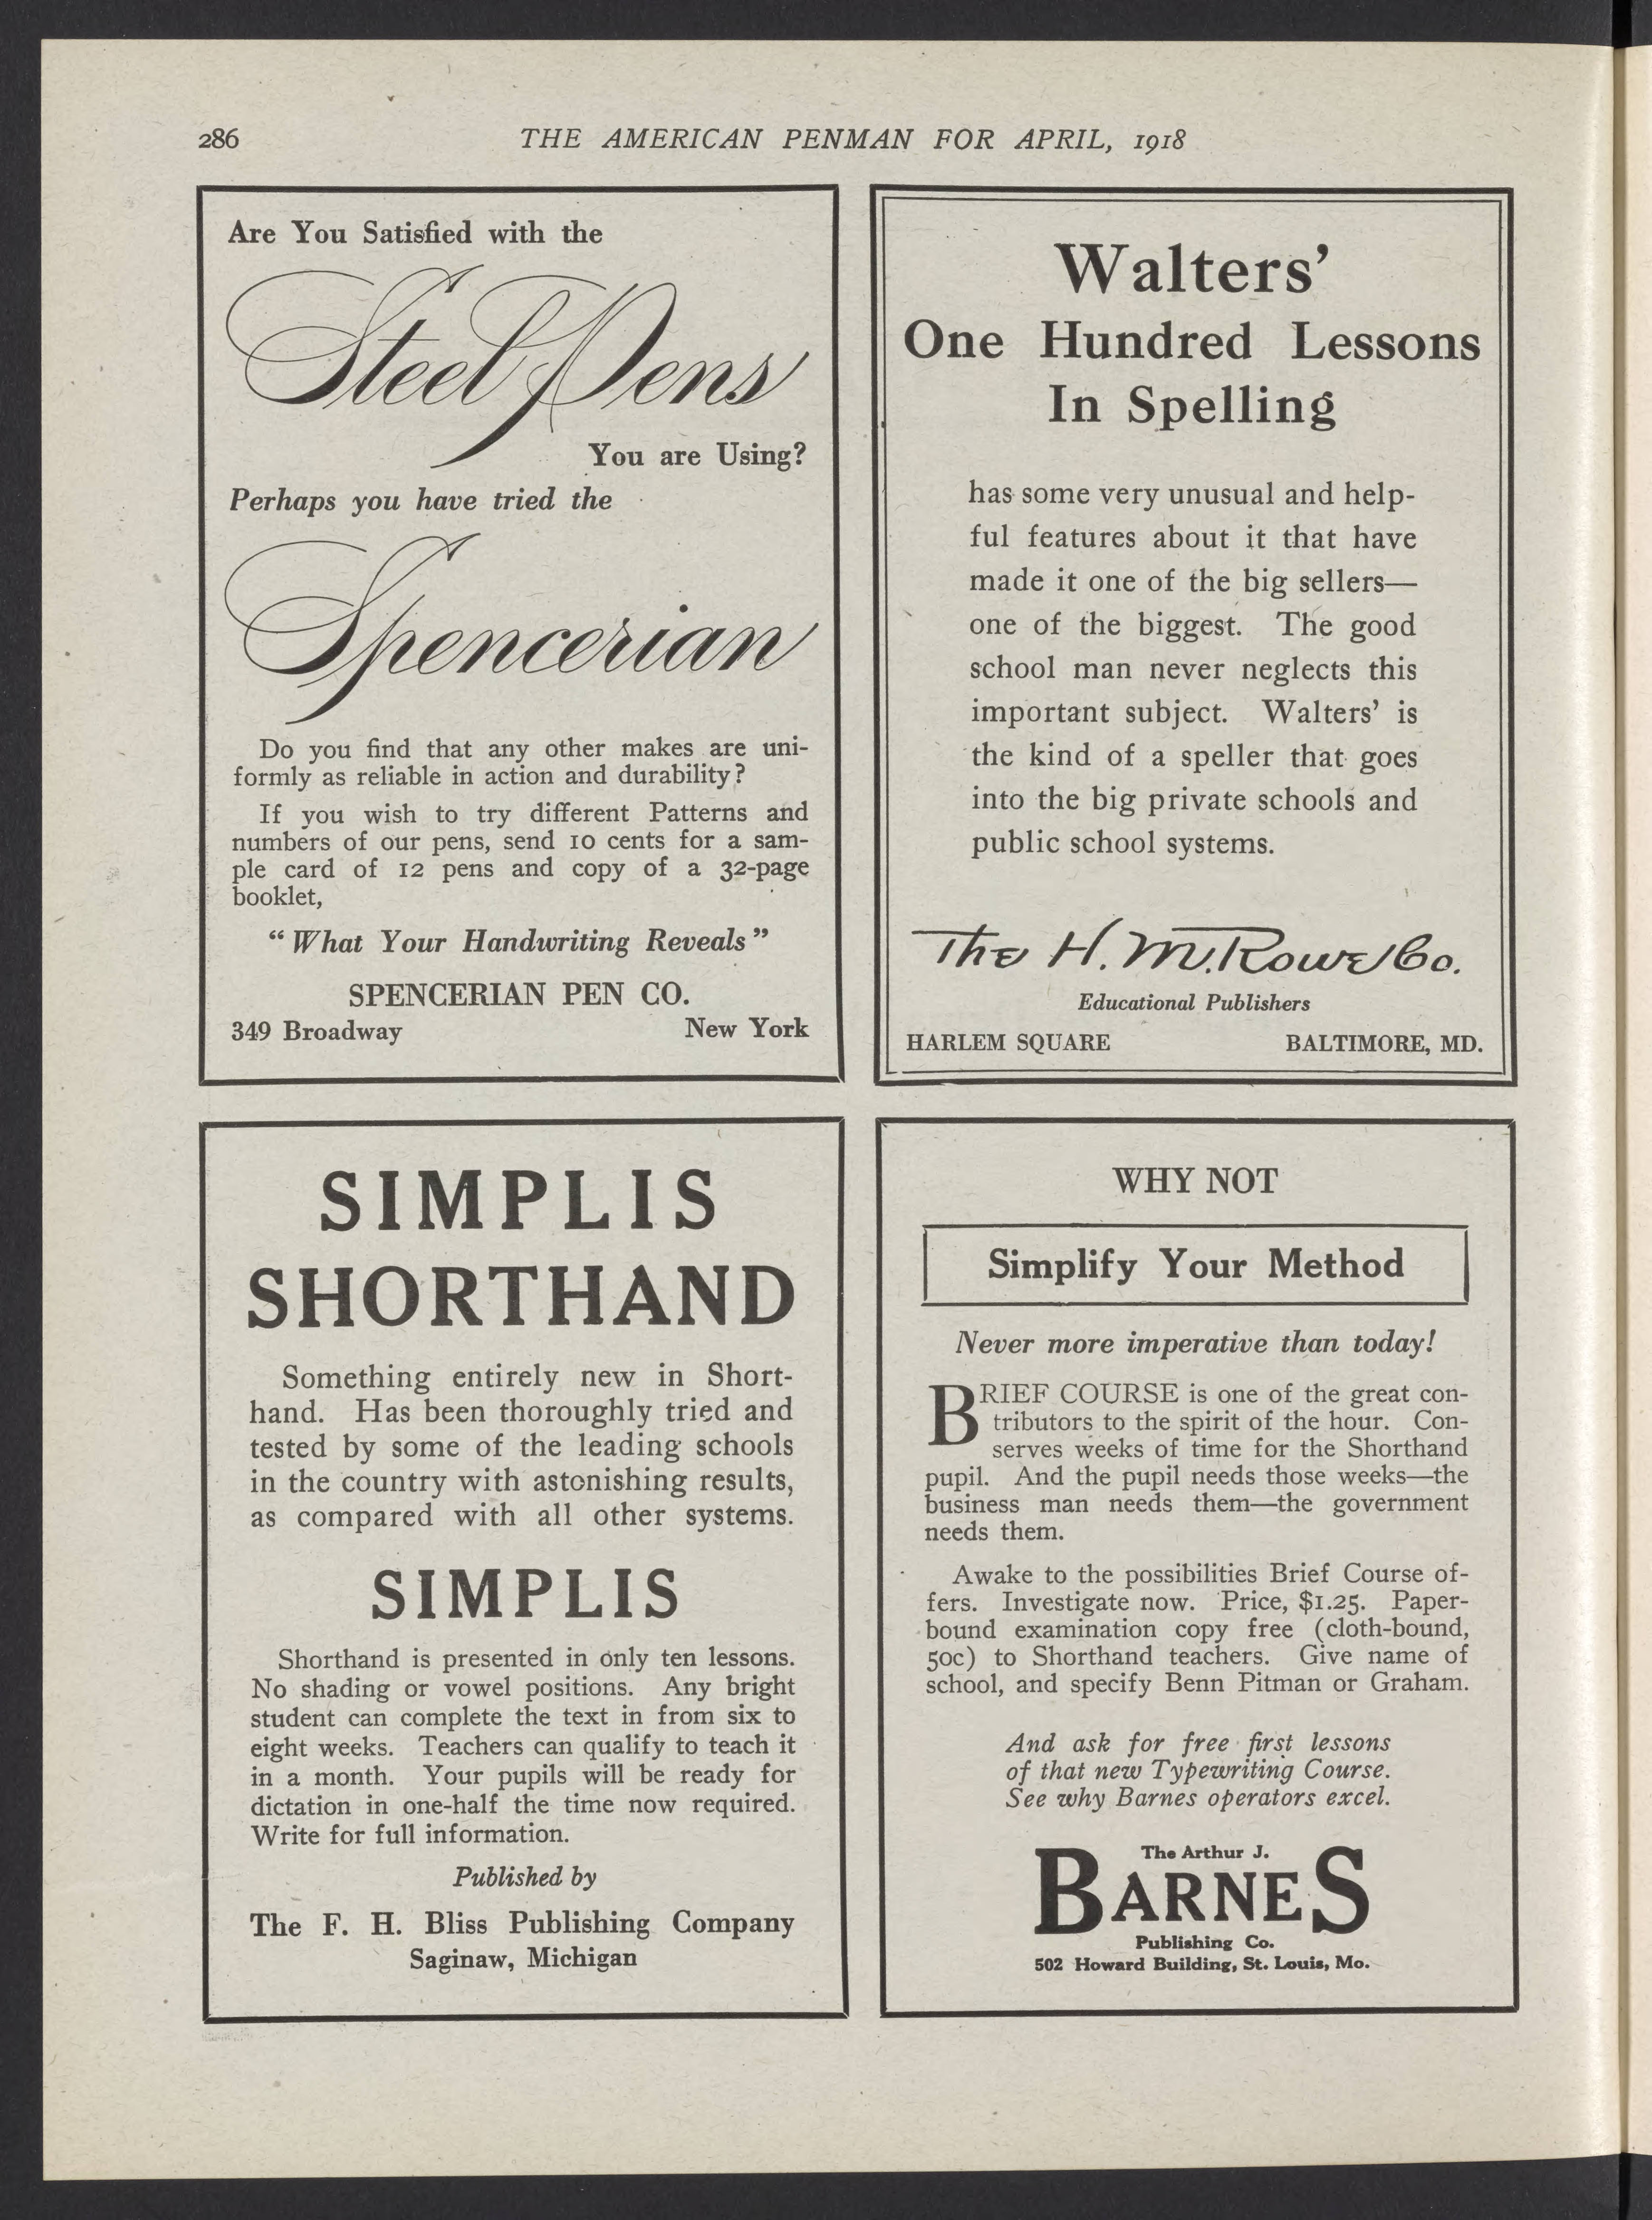 286
THE AMERICAN PENMAN FOR APRIL, 1918
Are You Satisfied with the
Steel Pens
You are Using?
Perhaps you have tried the
Spencerian
Do you find that any other makes are uni-
formly as reliable in action and durability?
If you wish to try different Patterns and
numbers of our pens, send 10 cents for a sam-
ple card of 12 pens and copy of a 32-page
booklet,
“What Your Handwriting Reveals”
SPENCERIAN PEN CO.
349 Broadway New York
Walters’
One Hundred Lessons
In Spelling
has some very unusual and help-
ful features about it that have
made it one of the big sellers—
one of the biggest. The good
school man never neglects this
important subject. Walters’ is
the kind of a speller that goes
into the big private schools and
public school systems.
The H. M. Rowe Co.
Educational Publishers
HARLEM SQUARE BALTIMORE, MD.
SIMPLIS
SHORTHAND
Something entirely new in Short-
hand. Has been thoroughly tried and
tested by some of the leading schools
in the country with astonishing results,
as compared with all other systems.
SIMPLIS
Shorthand is presented in only ten lessons.
No shading or vowel positions. Any bright
student can complete the text in from six to
eight weeks. Teachers can qualify to teach it
in a month. Your pupils will be ready for
dictation in one-half the time now required.
Write for full information.
Published by
The F. H. Bliss Publishing Company
Saginaw, Michigan
WHY NOT
Simplify Your Method
Never more imperative than today!
BRIEF COURSE is one of the great con-
tributors to the spirit of the hour. Con-
serves weeks of time for the Shorthand
pupil. And the pupil needs those weeks—the
business man needs them—the government
needs them.
Awake to the possibilities Brief Course of-
fers. Investigate now. Price, $1.25. Paper-
bound examination copy free (cloth-bound,
50c) to Shorthand teachers. Give name of
school, and specify Benn Pitman or Graham.
And ask for free first lessons
of that new Typewriting Course.
See why Barnes operators excel.
The Arthur J.
BARNES
Publishing Co.
502 Howard Building, St. Louis, Mo.